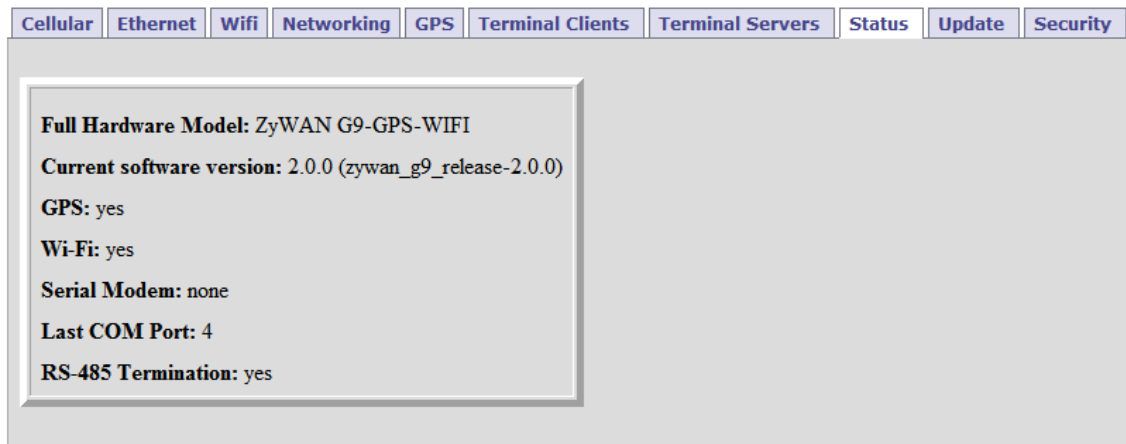 Cellular Ethernet Wifi Networking GPS Terminal Clients Terminal Servers Status Update Security
Full Hardware Model: ZyWAN G9-GPS-WIFI
Current software version: 2.0.0 (zywan_g9_release-2.0.0)
GPS: yes
Wi-Fi: yes
Serial Modem: none
Last COM Port: 4
RS-485 Termination: yes